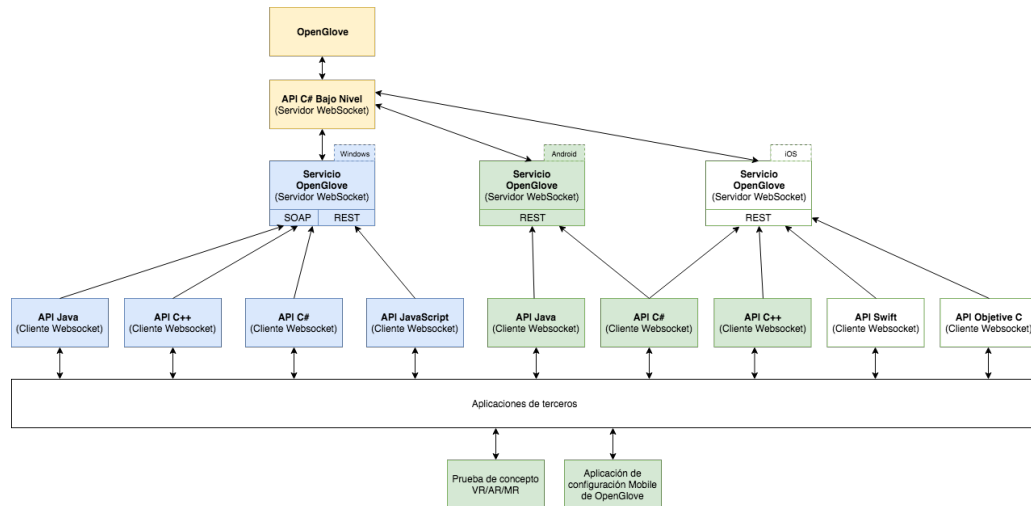 OpenGlove
API C# Bajo Nivel
(Servidor WebSocket)
Windows
Servicio
OpenGlove
(Servidor WebSocket)
SOAP
REST
Android
Servicio
OpenGlove
(Servidor WebSocket)
REST
iOS
Servicio
OpenGlove
(Servidor WebSocket)
REST
API Java
(Cliente Websocket)
API C++
(Cliente Websocket)
API C#
(Cliente Websocket)
API JavaScript
(Cliente Websocket)
API Java
(Cliente Websocket)
API C#
(Cliente Websocket)
API C++
(Cliente Websocket)
API Swift
(Cliente Websocket)
API Objetive C
(Cliente Websocket)
Aplicaciones de terceros
Prueba de concepto
VR/AR/MR
Aplicación de
configuración Mobile
de OpenGlove